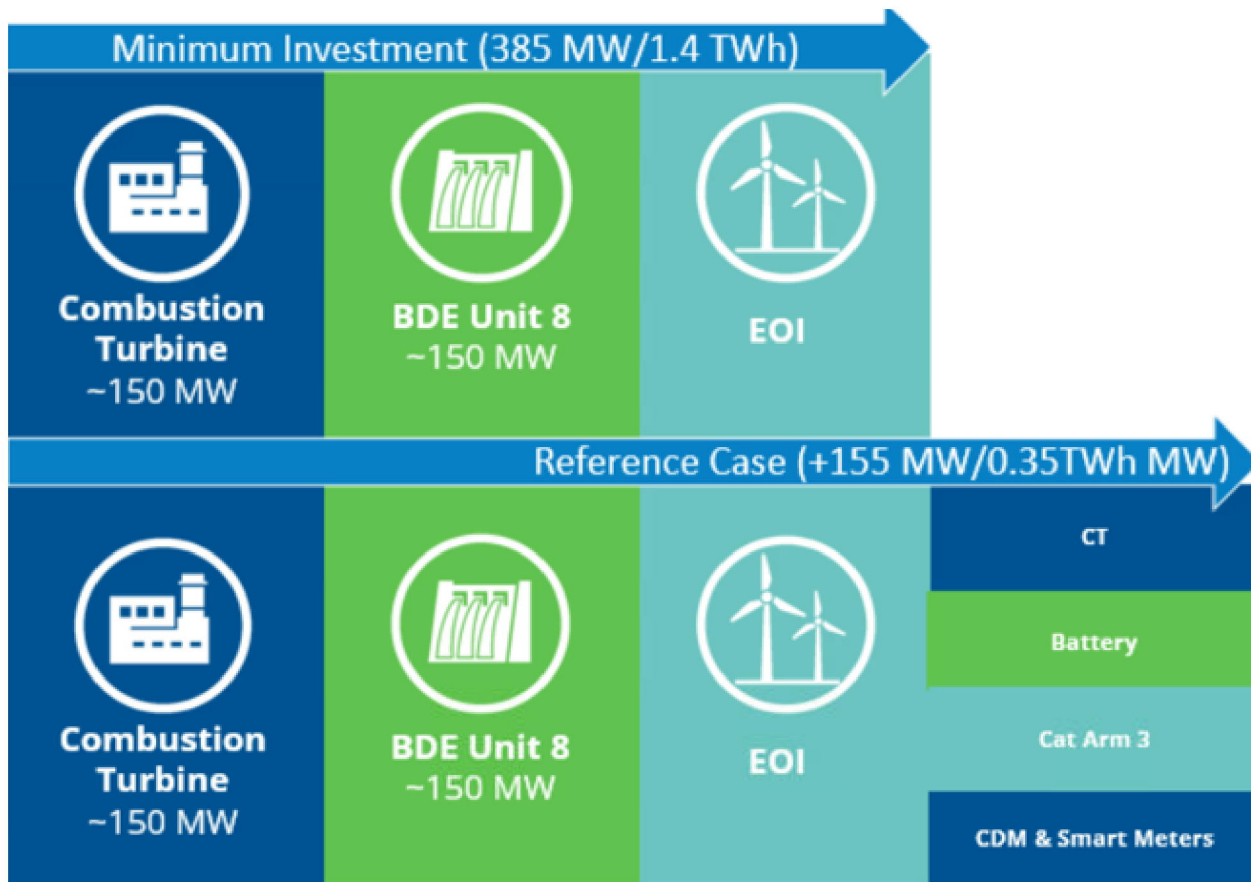 Minimum Investment (385 MW/1.4 TWh)
Combustion
Turbine
~150 MW
BDE Unit 8
~150 MW
EOI
Reference Case (+155 MW/0.35TWh MW)
Combustion
Turbine
~150 MW
BDE Unit 8
~150 MW
EOI
CT
Battery
Cat Arm 3
CDM & Smart Meters